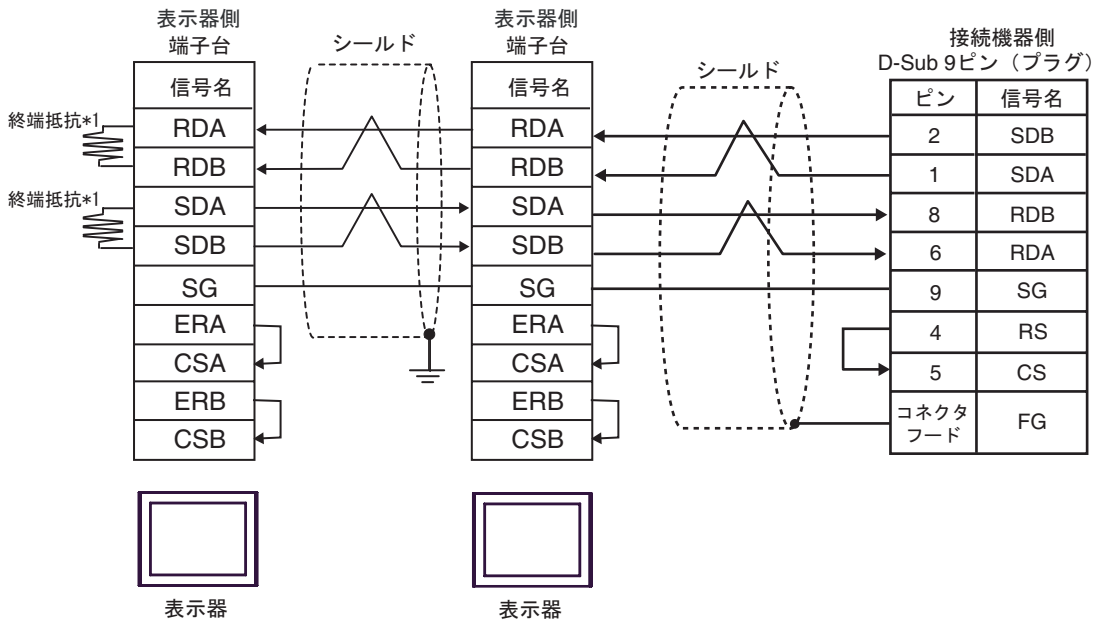 表示器側
端子台
信号名
RDA
RDB
SDA
SDB
SG
ERA
CSA
ERB
CSB
終端抵抗*1
終端抵抗*1
シールド
表示器
表示器側
端子台
信号名
RDA
RDB
SDA
SDB
SG
ERA
CSA
ERB
CSB
シールド
表示器
接続機器側
D-Sub 9ピン（プラグ）
ピン 信号名
2 SDB
1 SDA
8 RDB
6 RDA
9 SG
4 RS
5 CS
コネクタ
フード FG